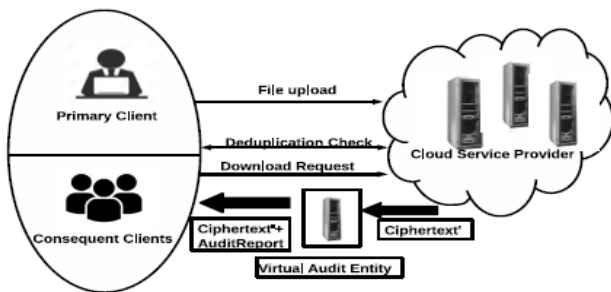 File upload
Primary Client
Deduplication Check
Cloud Service Provider
Download Request
Consequent Clients
Ciphertext"+
AuditReport
Ciphertext'
Virtual Audit Entity